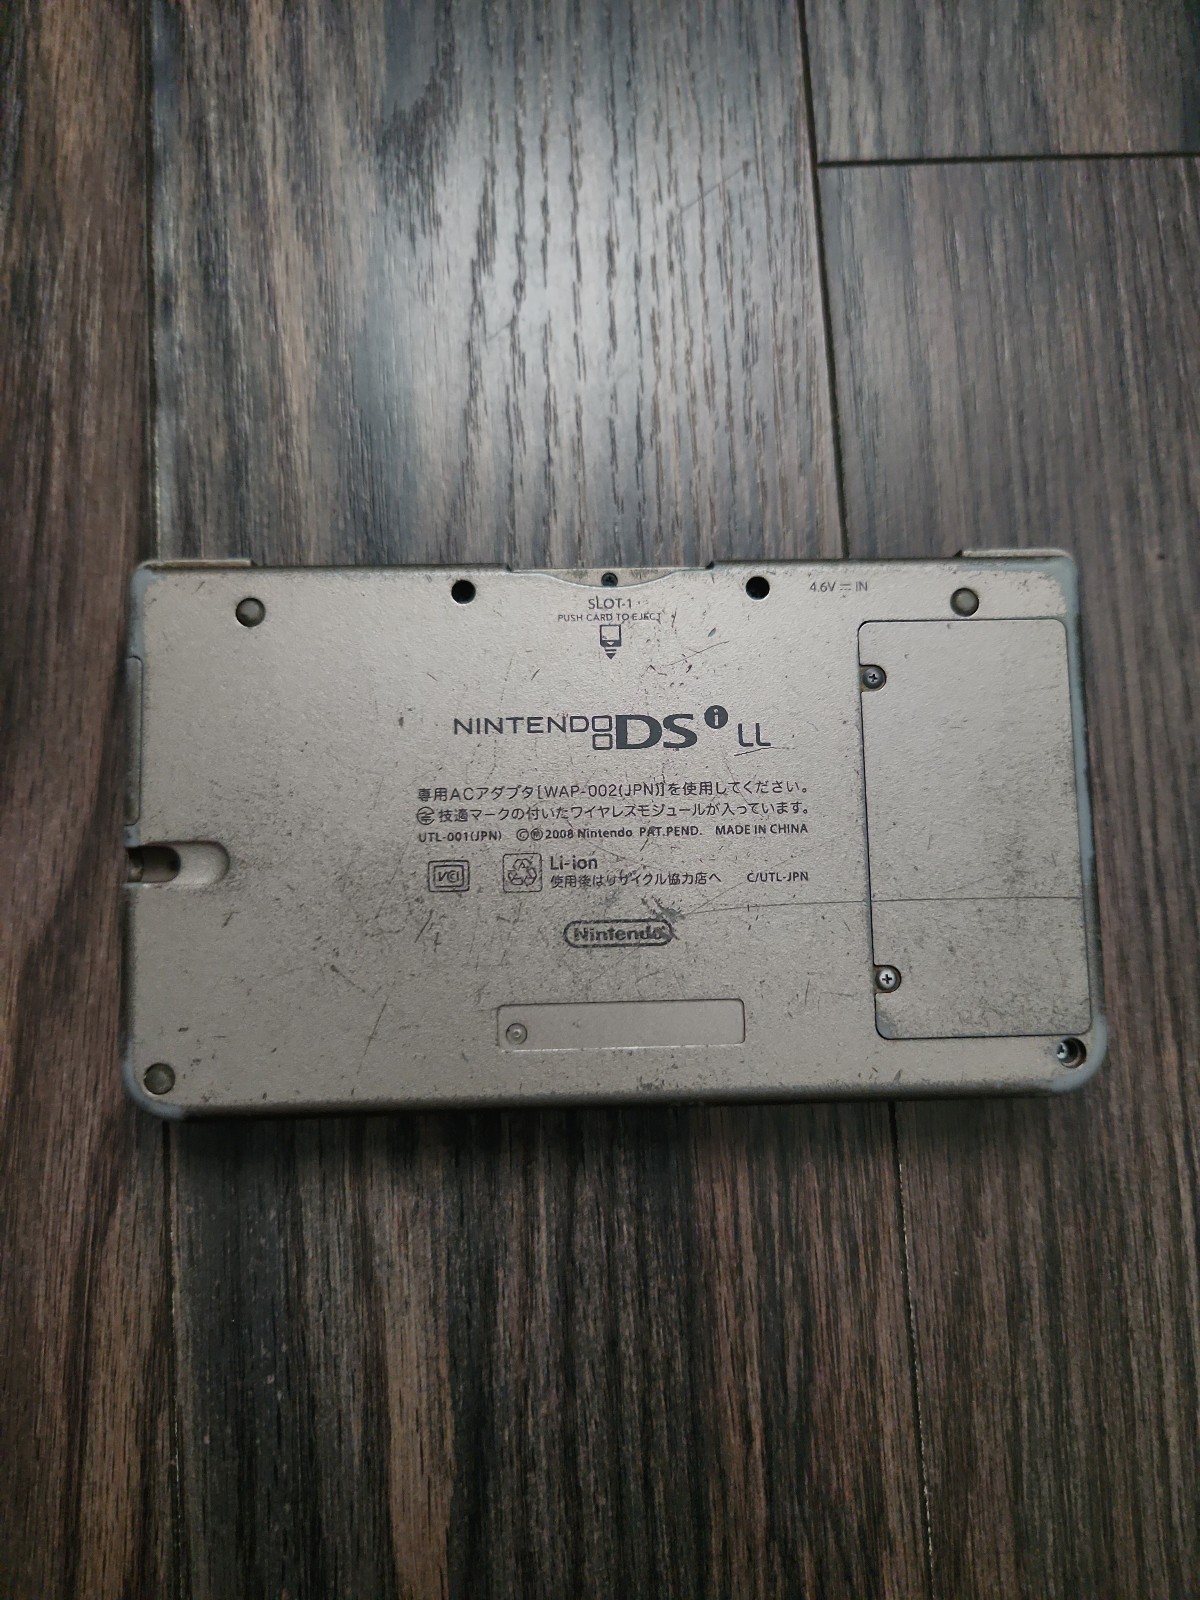 4.6V ⎓ IN
SLOT-1
PUSH CARD TO EJECT
NINTENDO DSi LL
専用ACアダプタ[WAP-002(JPN)]を使用してください。
技適マークの付いたワイヤレスモジュールが入っています。
UTL-001(JPN) ©Ⓜ2008 Nintendo PAT.PEND. MADE IN CHINA
VCI Li-ion
使用後はリサイクル協力店へ C/UTL-JPN
Nintendo